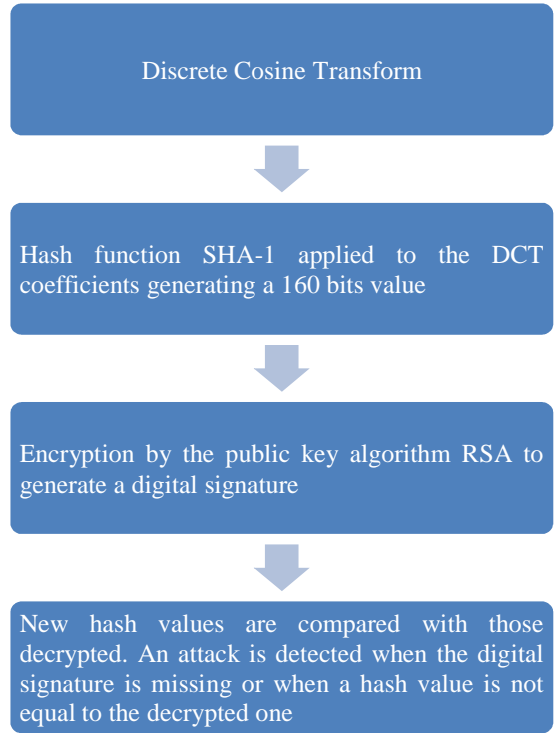 Discrete Cosine Transform
Hash function SHA-1 applied to the DCT
coefficients generating a 160 bits value
Encryption by the public key algorithm RSA to
generate a digital signature
New hash values are compared with those
decrypted. An attack is detected when the digital
signature is missing or when a hash value is not
equal to the decrypted one